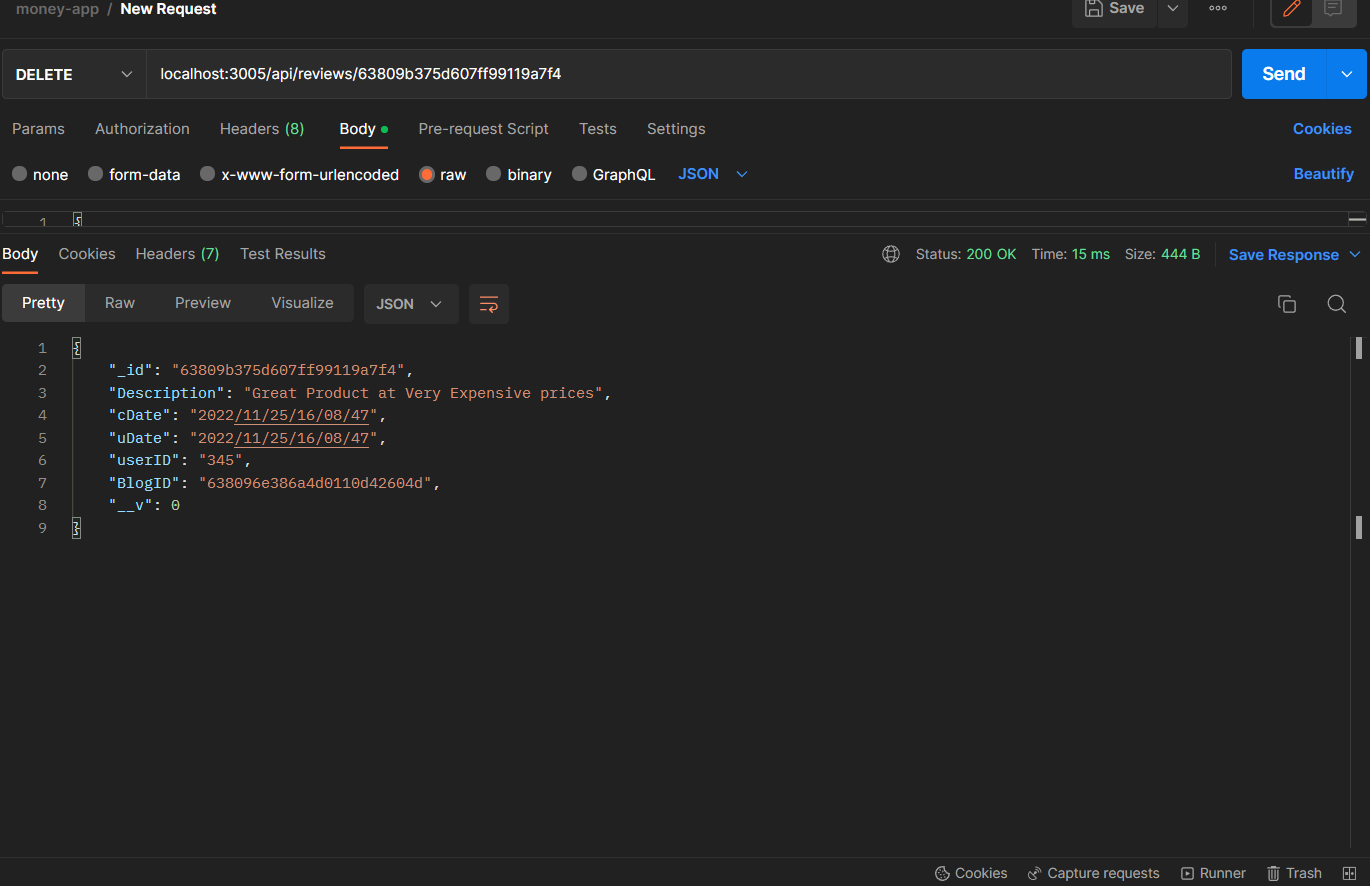 money-app / New Request
Save
DELETE localhost:3005/api/reviews/63809b375d607ff99119a7f4 Send
Params Authorization Headers (8) Body Pre-request Script Tests Settings Cookies
none form-data x-www-form-urlencoded raw binary GraphQL JSON Beautify
1 {
Body Cookies Headers (7) Test Results Status: 200 OK Time: 15 ms Size: 444 B Save Response
Pretty Raw Preview Visualize JSON
1 {
2 "_id": "63809b375d607ff99119a7f4",
3 "Description": "Great Product at Very Expensive prices",
4 "cDate": "2022/11/25/16/08/47",
5 "uDate": "2022/11/25/16/08/47",
6 "userID": "345",
7 "BlogID": "638096e386a4d0110d42604d",
8 "__v": 0
9 }
Cookies Capture requests Runner Trash